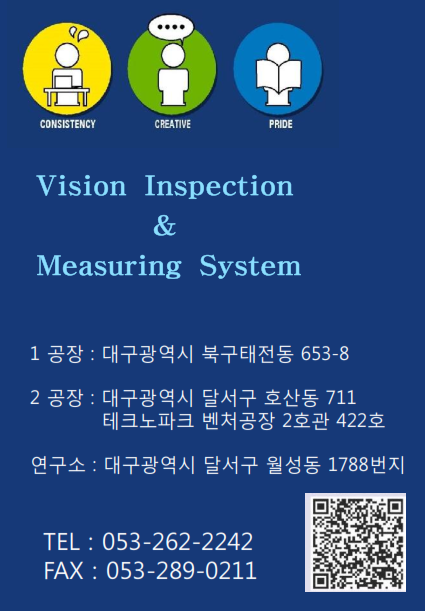 CONSISTENCY CREATIVE PRIDE
Vision Inspection
&
Measuring System
1 공장 : 대구광역시 북구태전동 653-8
2 공장 : 대구광역시 달서구 호산동 711
테크노파크 벤처공장 2호관 422호
연구소 : 대구광역시 달서구 월성동 1788번지
TEL : 053-262-2242
FAX : 053-289-0211